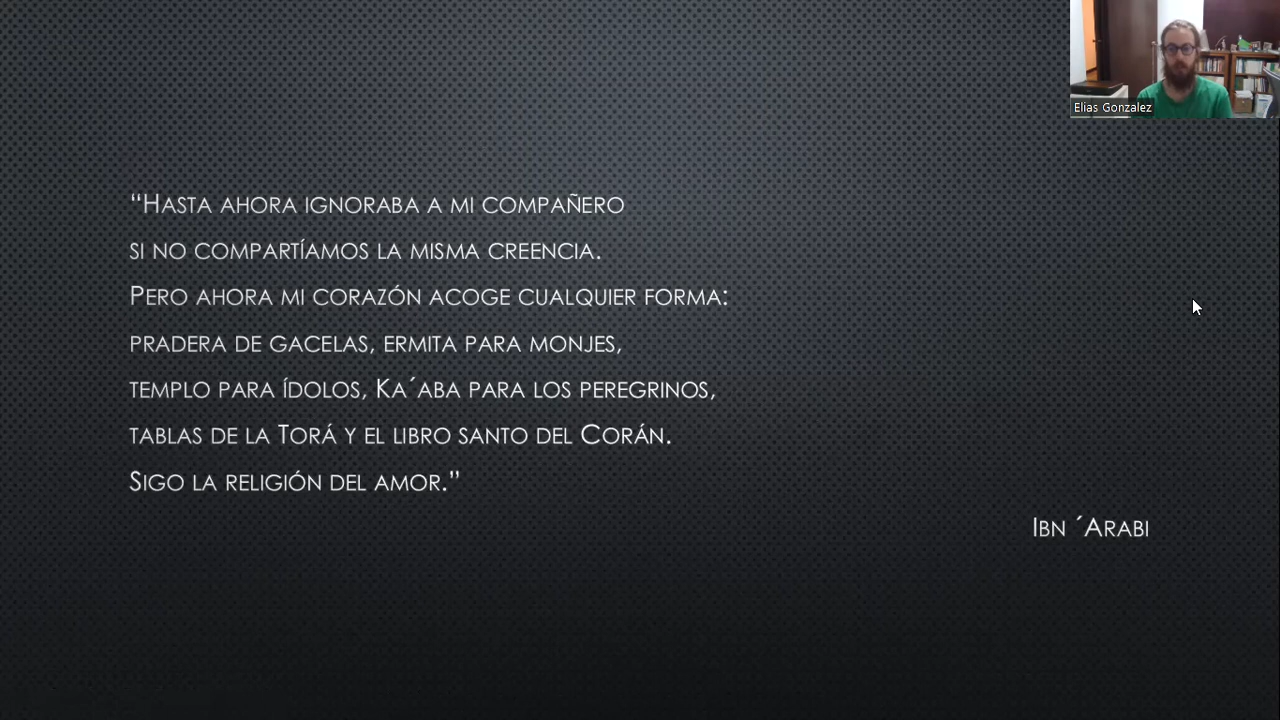 Elias Gonzalez
“Hasta ahora ignoraba a mi compañero
si no compartíamos la misma creencia.
Pero ahora mi corazón acoge cualquier forma:
pradera de gacelas, ermita para monjes,
templo para ídolos, Ka´aba para los peregrinos,
tablas de la Torá y el libro santo del Corán.
Sigo la religión del amor.”
Ibn ´Arabi